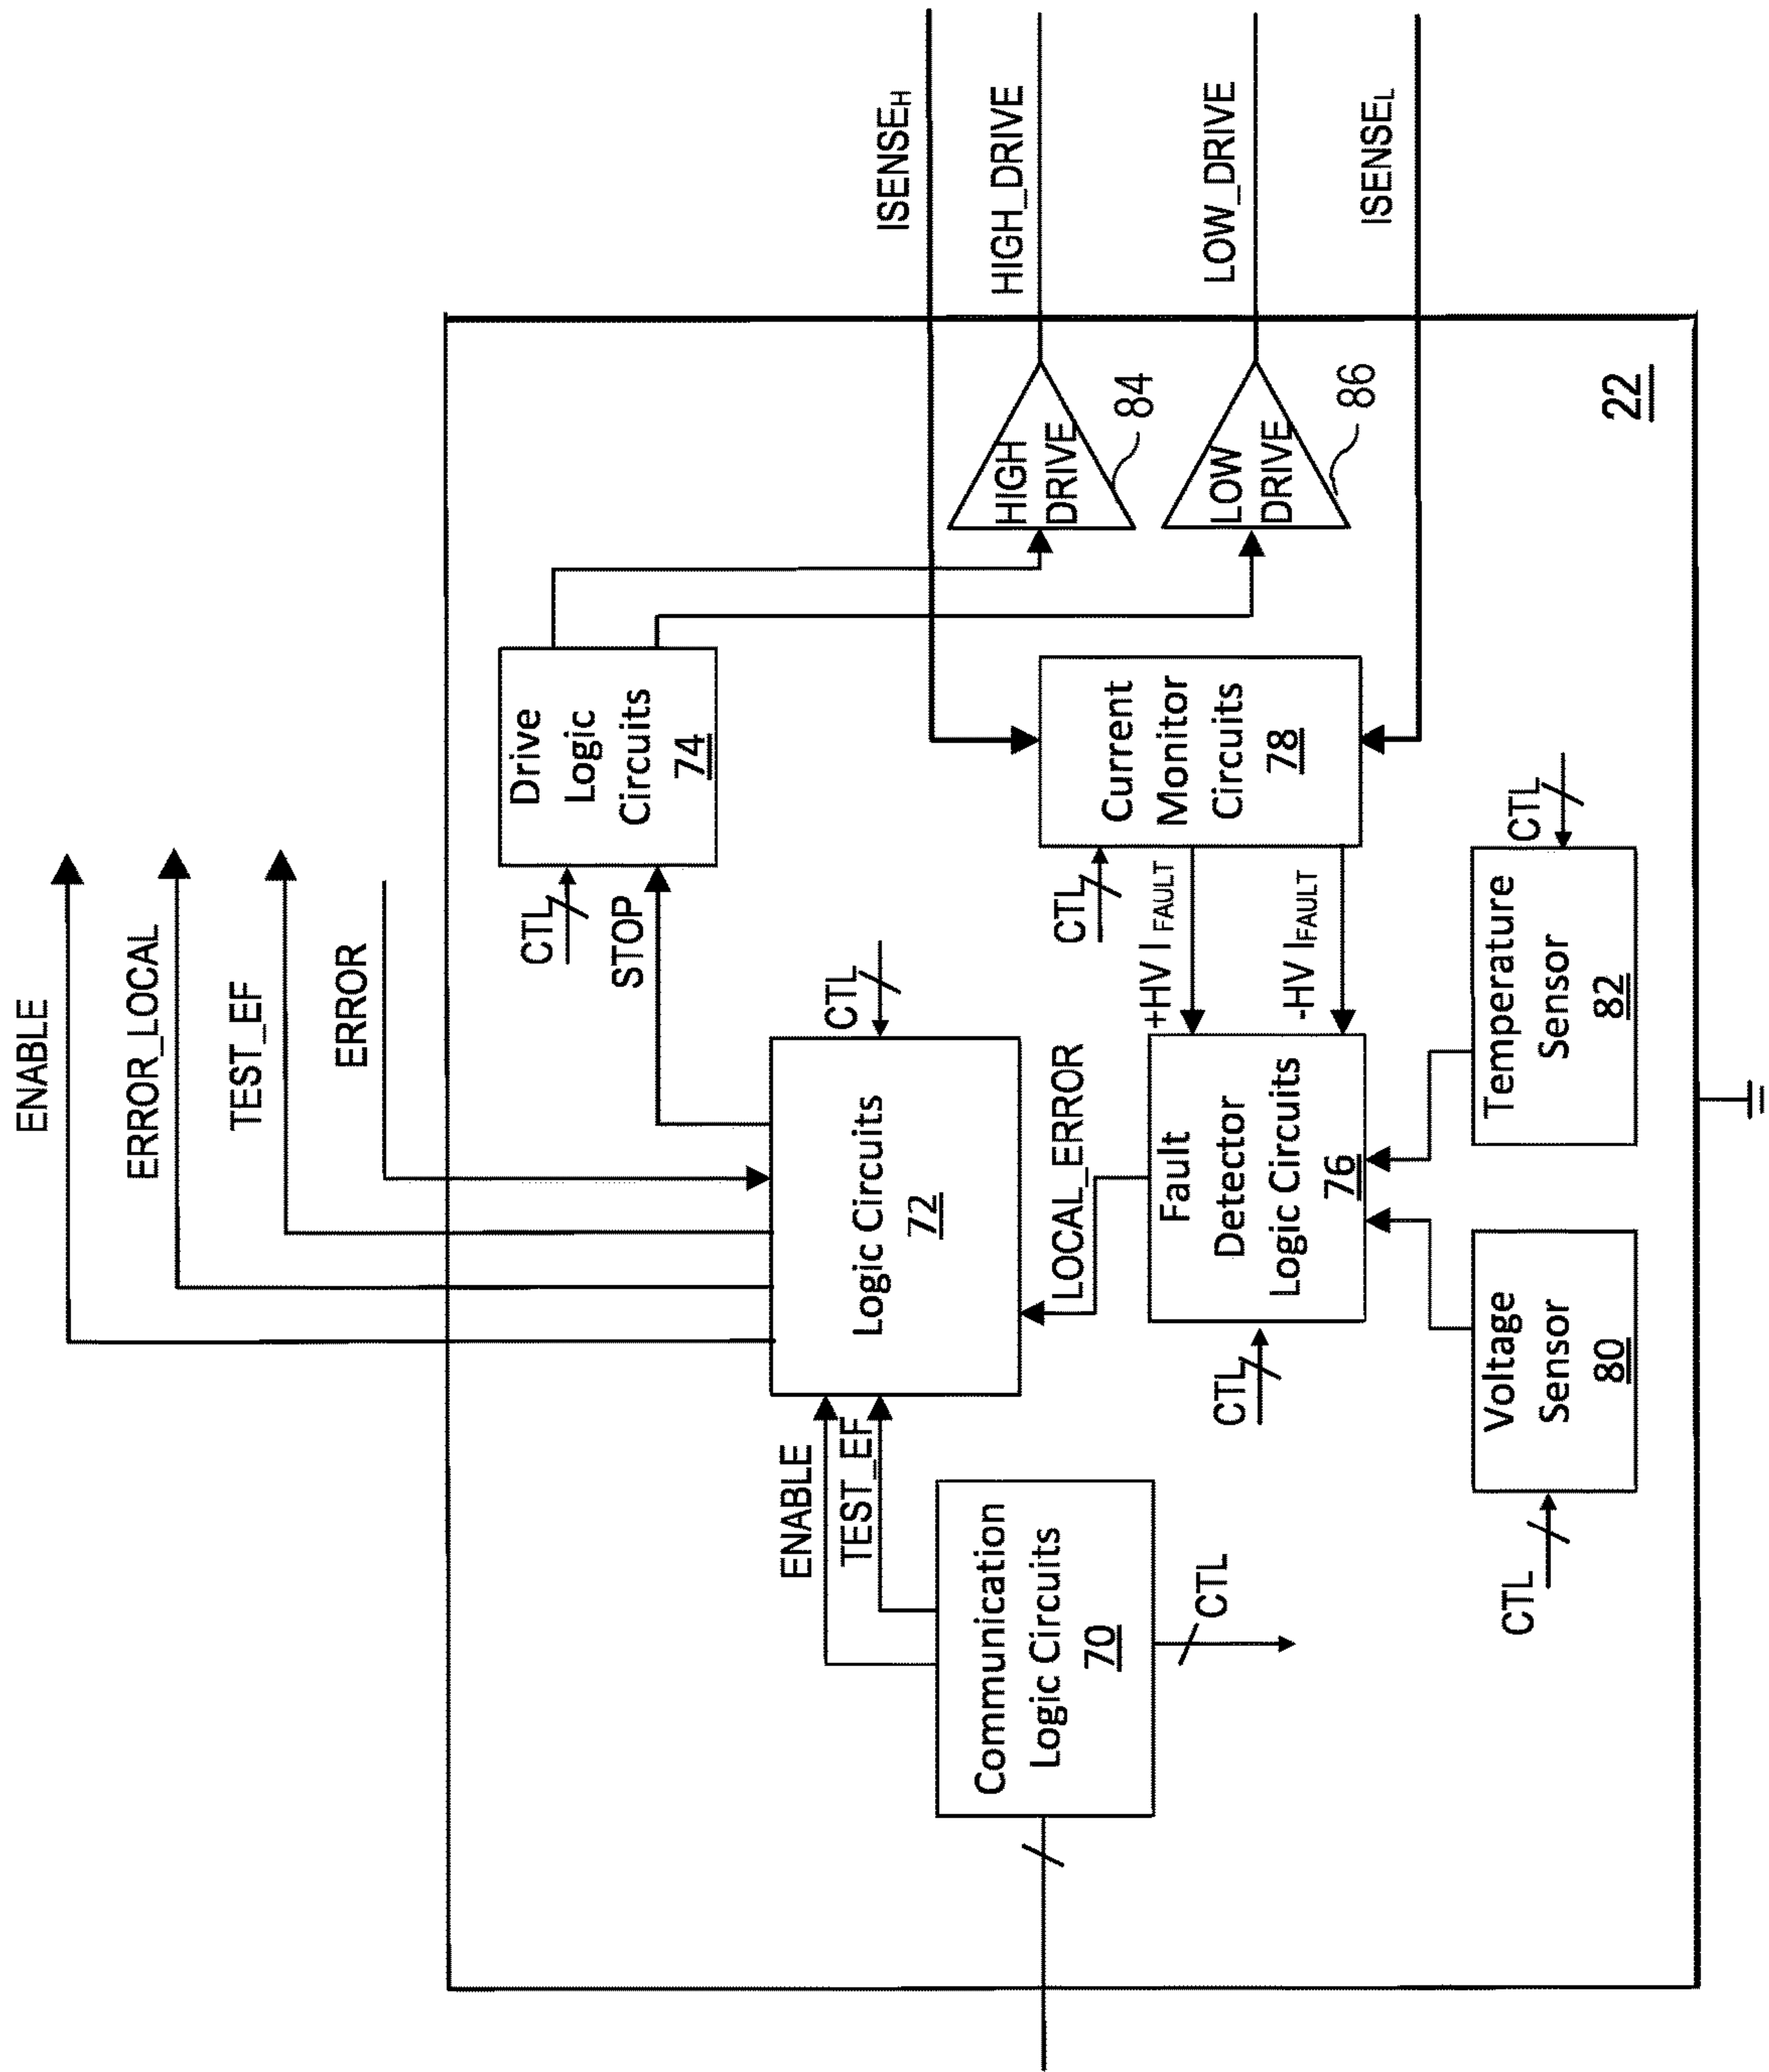 ENABLE
ERROR_LOCAL
TEST_EF
ERROR
ISENSEH
HIGH_DRIVE
LOW_DRIVE
ISENSEL
Drive
Logic
Circuits
74
CTL
STOP
HIGH
DRIVE
84
LOW
DRIVE
86
22
CTL
Logic Circuits
72
ENABLE
TEST_EF
Communication
Logic Circuits
70
CTL
LOCAL_ERROR
Fault
Detector
Logic Circuits
76
CTL
+HV IFAULT
-HV IFAULT
CTL
Current
Monitor
Circuits
78
Voltage
Sensor
80
CTL
Temperature
Sensor
82
CTL